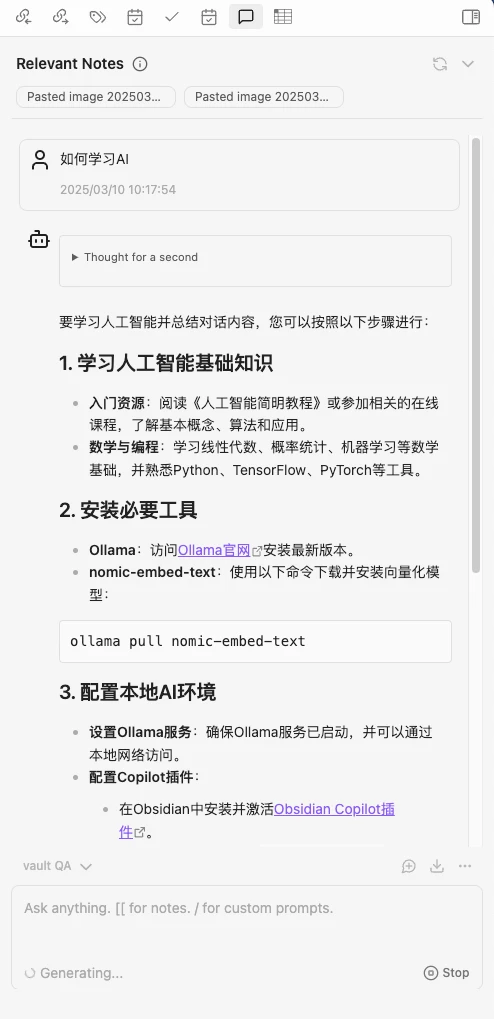 Relevant Notes
Pasted image 202503...
Pasted image 202503...
如何学习AI
2025/03/10 10:17:54
Thought for a second
要学习人工智能并总结对话内容，您可以按照以下步骤进行：
1. 学习人工智能基础知识
入门资源：阅读《人工智能简明教程》或参加相关的在线
课程，了解基本概念、算法和应用。
数学与编程：学习线性代数、概率统计、机器学习等数学
基础，并熟悉Python、TensorFlow、PyTorch等工具。
2. 安装必要工具
Ollama：访问Ollama官网安装最新版本。
nomic-embed-text：使用以下命令下载并安装向量化模
型：
ollama pull nomic-embed-text
3. 配置本地AI环境
设置Ollama服务：确保Ollama服务已启动，并可以通过
本地网络访问。
配置Copilot插件：
在Obsidian中安装并激活Obsidian Copilot插
件。
vault QA
Ask anything. [[ for notes. / for custom prompts.
Generating...
Stop